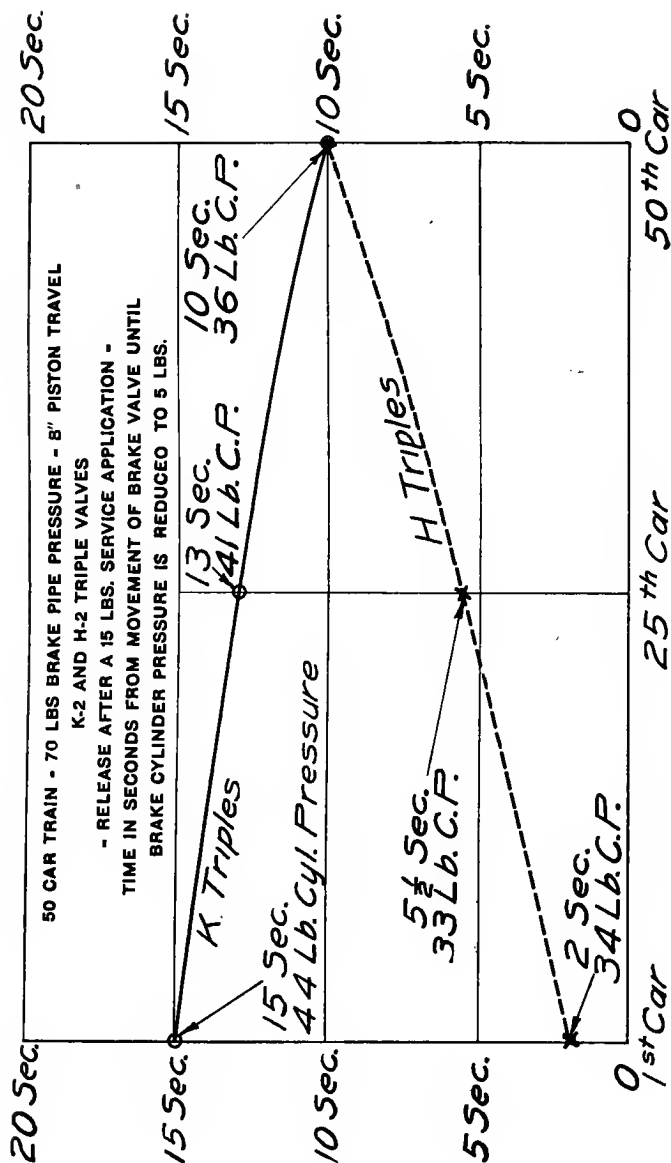 50 CAR TRAIN - 70 LBS BRAKE PIPE PRESSURE - 8" PISTON TRAVEL
K-2 AND H-2 TRIPLE VALVES
- RELEASE AFTER A 15 LBS. SERVICE APPLICATION -
TIME IN SECONDS FROM MOVEMENT OF BRAKE VALVE UNTIL
BRAKE CYLINDER PRESSURE IS REDUCED TO 5 LBS.
20 Sec.
15 Sec.
10 Sec.
5 Sec.
0
20 Sec.
15 Sec.
10 Sec.
5 Sec.
0
K Triples
15 Sec.
44 Lb. Cyl. Pressure
13 Sec.
41 Lb. C.P.
10 Sec.
36 Lb. C.P.
H Triples
5 1/2 Sec.
33 Lb. C.P.
2 Sec.
34 Lb. C.P.
1st Car
25th Car
50th Car